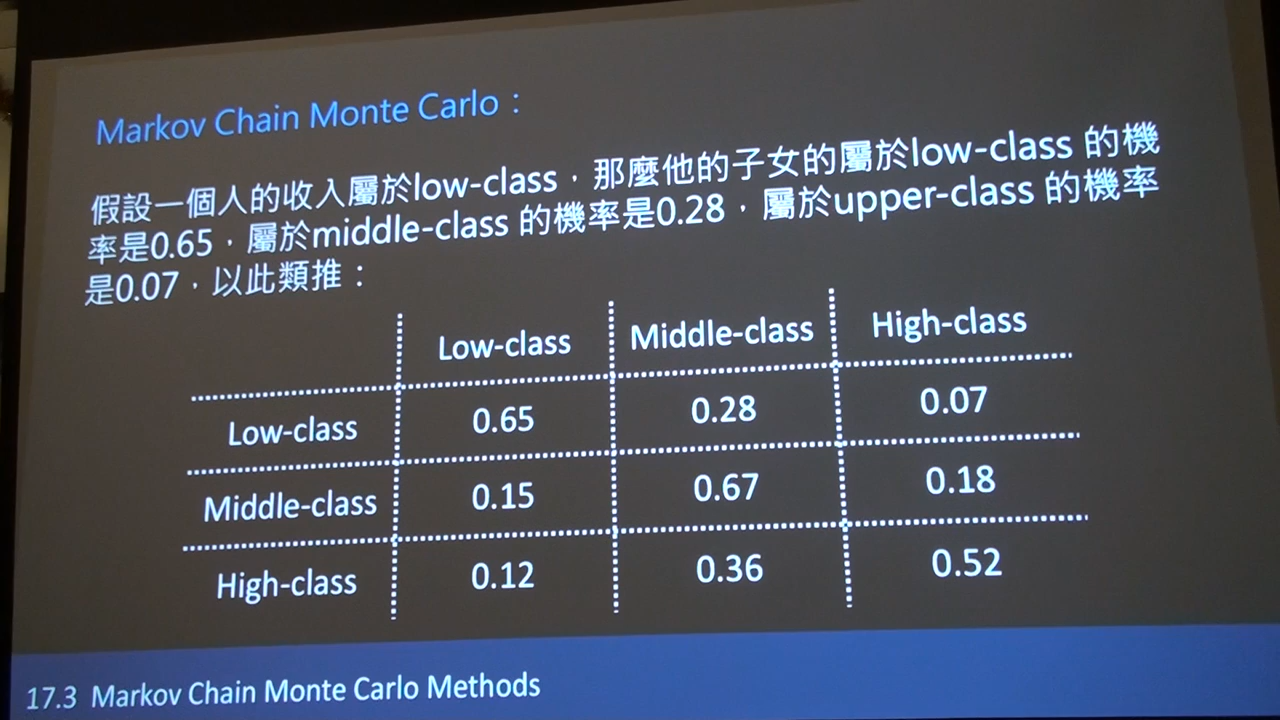 Markov Chain Monte Carlo：
假設一個人的收入屬於low-class，那麼他的子女的屬於low-class 的機
率是0.65，屬於middle-class 的機率是0.28，屬於upper-class 的機率
是0.07，以此類推：
Low-class Middle-class High-class
Low-class 0.65 0.28 0.07
Middle-class 0.15 0.67 0.18
High-class 0.12 0.36 0.52
17.3 Markov Chain Monte Carlo Methods